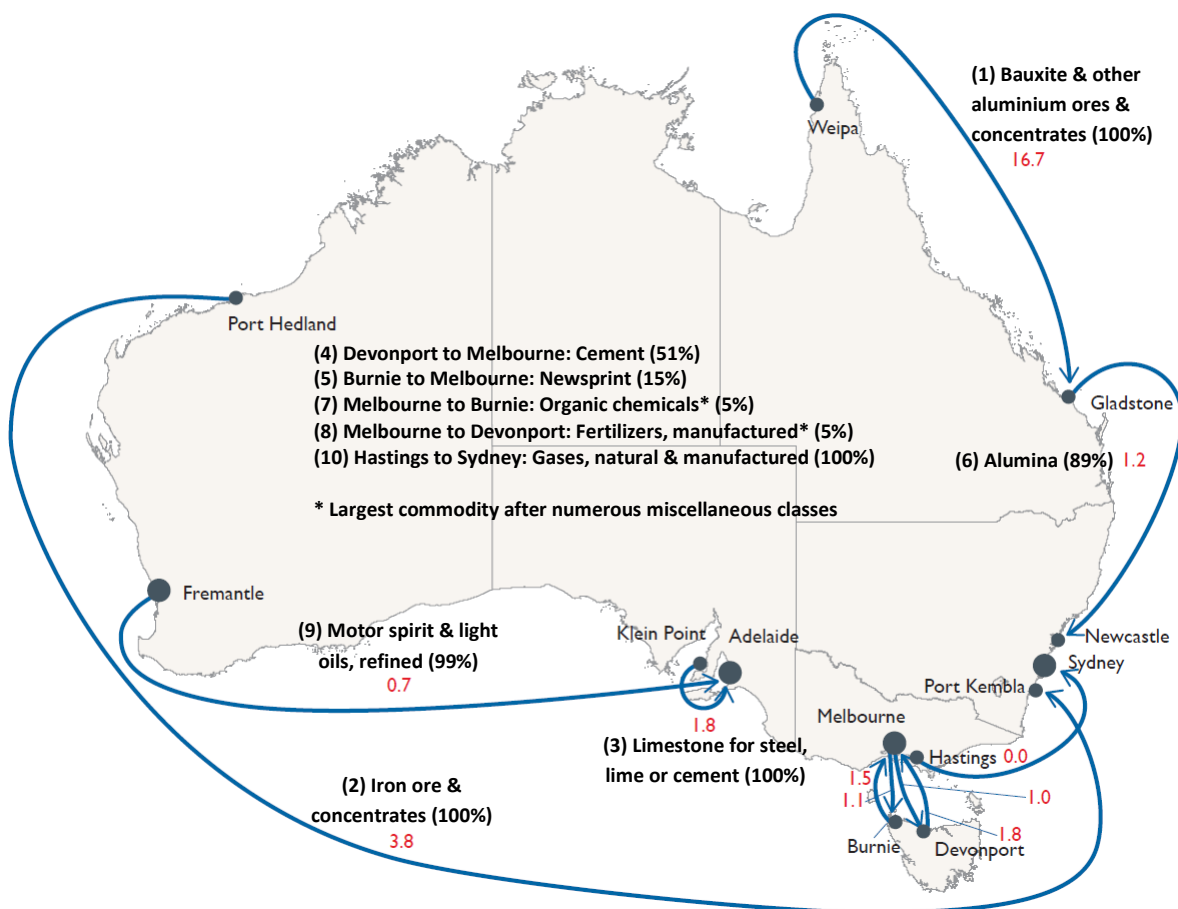 (1) Bauxite & other
aluminium ores &
concentrates (100%)
16.7
Weipa
Port Hedland
(4) Devonport to Melbourne: Cement (51%)
(5) Burnie to Melbourne: Newsprint (15%)
(7) Melbourne to Burnie: Organic chemicals* (5%)
(8) Melbourne to Devonport: Fertilizers, manufactured* (5%)
(10) Hastings to Sydney: Gases, natural & manufactured (100%)
* Largest commodity after numerous miscellaneous classes
Gladstone
(6) Alumina (89%) 1.2
Fremantle
(9) Motor spirit & light
oils, refined (99%)
0.7
Klein Point
Adelaide
1.8
(3) Limestone for steel,
lime or cement (100%)
Newcastle
Sydney
Port Kembla
Melbourne
Hastings 0.0
1.5
1.1
1.0
1.8
Burnie
Devonport
(2) Iron ore &
concentrates (100%)
3.8